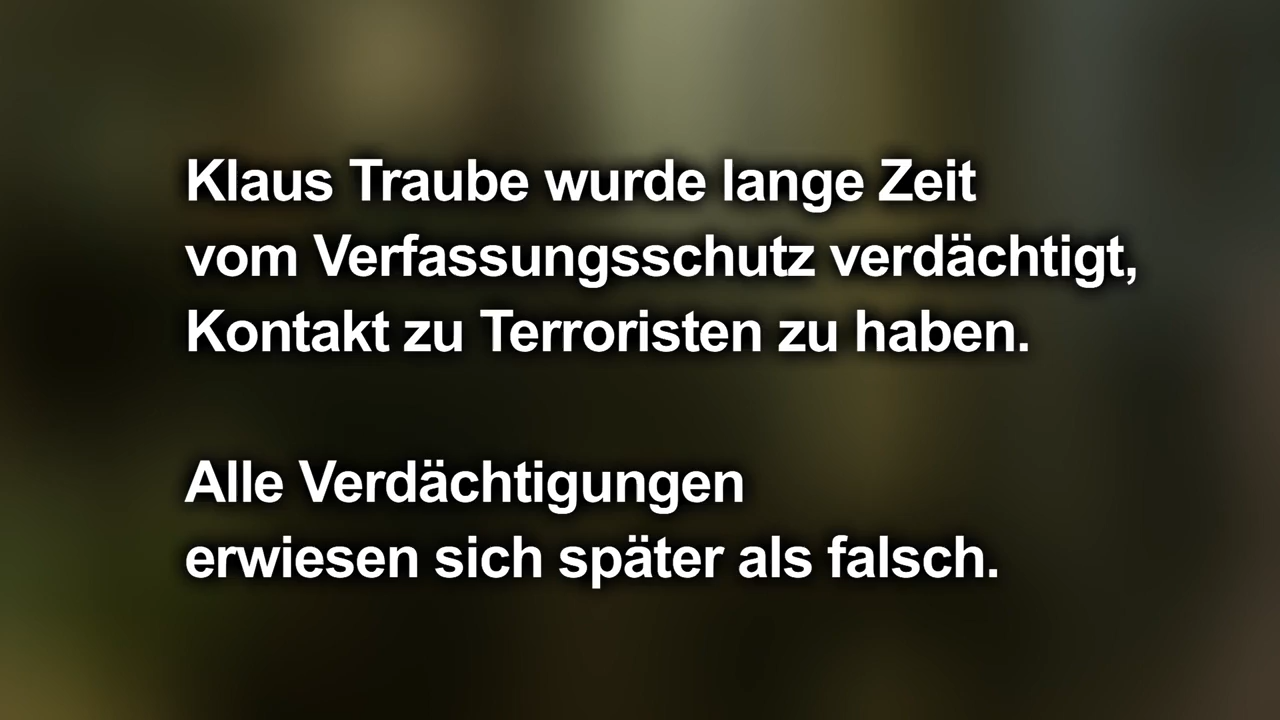 Klaus Traube wurde lange Zeit
vom Verfassungsschutz verdächtigt,
Kontakt zu Terroristen zu haben.
Alle Verdächtigungen
erwiesen sich später als falsch.